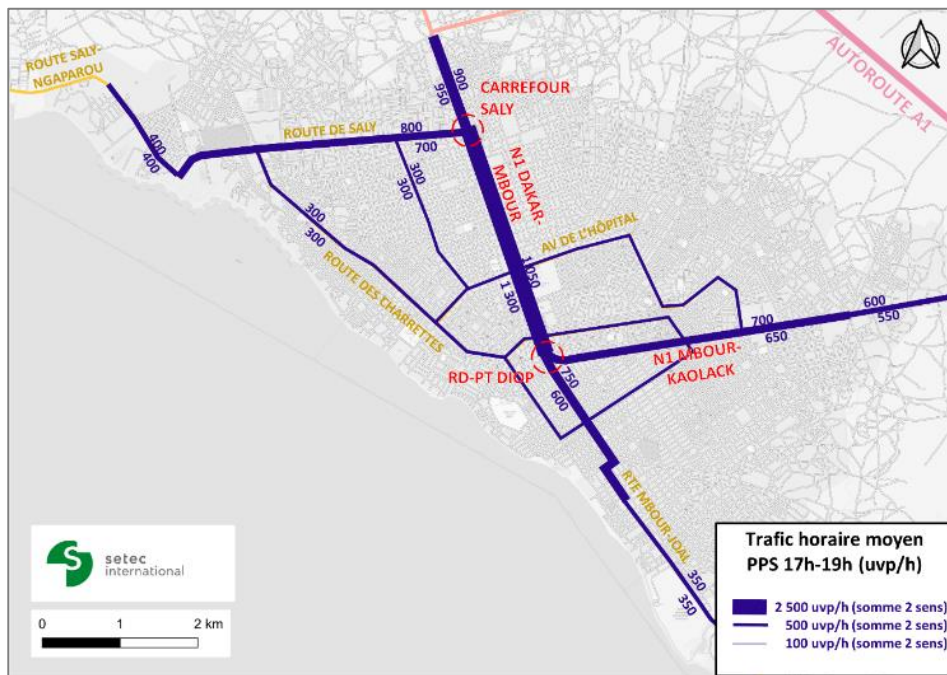 ROUTE SALY-
NGAPAROU
900
950
AUTOROUTE A1
CARREFOUR
SALY
ROUTE DE SALY
800
700
400
400
N1 DAKAR-
MBOUR
300
300
300
300
AV DE L'HÔPITAL
ROUTE DES CHARRETTES
1 050
1 300
600
550
700
650
N1 MBOUR-
KAOLACK
RD-PT DIOP
750
600
RTE MBOUR-JOAL
350
350
setec
international
0 1 2 km
Trafic horaire moyen
PPS 17h-19h (uvp/h)
2 500 uvp/h (somme 2 sens)
500 uvp/h (somme 2 sens)
100 uvp/h (somme 2 sens)